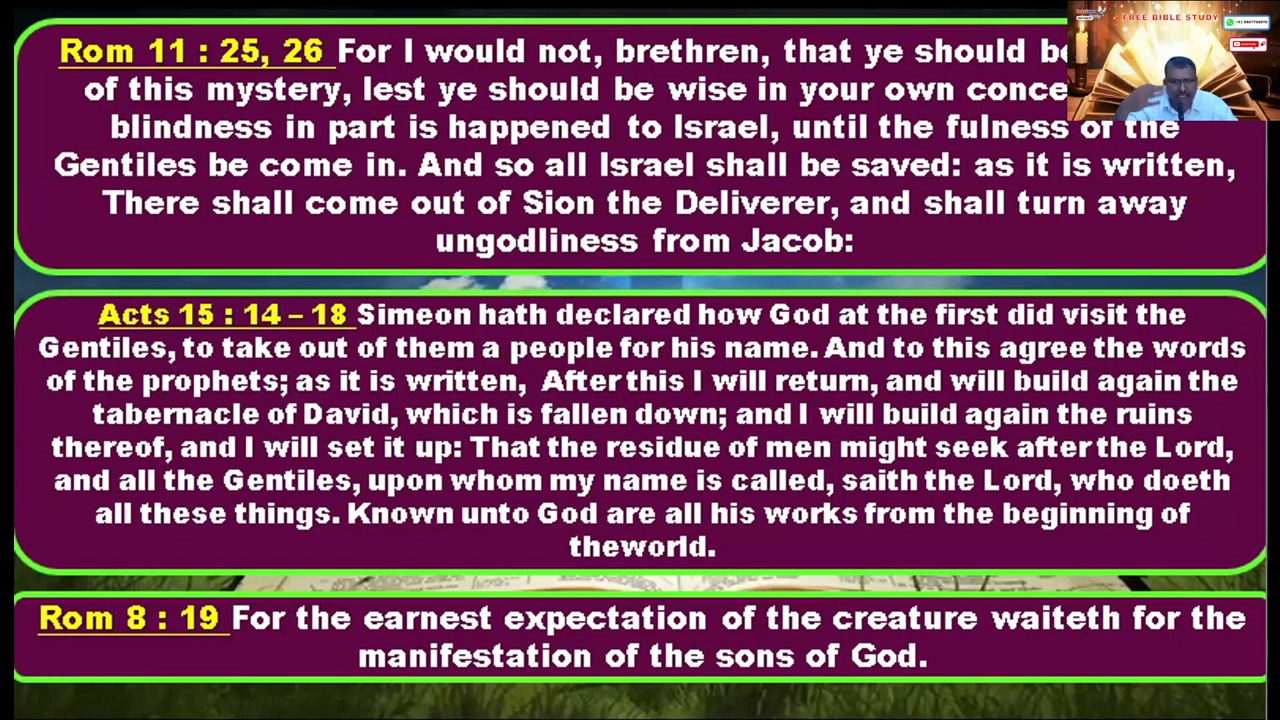 FREE BIBLE STUDY
Rom 11 : 25, 26 For I would not, brethren, that ye should be
of this mystery, lest ye should be wise in your own conce
blindness in part is happened to Israel, until the fulness of the
Gentiles be come in. And so all Israel shall be saved: as it is written,
There shall come out of Sion the Deliverer, and shall turn away
ungodliness from Jacob:
Acts 15 : 14 – 18 Simeon hath declared how God at the first did visit the
Gentiles, to take out of them a people for his name. And to this agree the words
of the prophets; as it is written, After this I will return, and will build again the
tabernacle of David, which is fallen down; and I will build again the ruins
thereof, and I will set it up: That the residue of men might seek after the Lord,
and all the Gentiles, upon whom my name is called, saith the Lord, who doeth
all these things. Known unto God are all his works from the beginning of
theworld.
Rom 8 : 19 For the earnest expectation of the creature waiteth for the
manifestation of the sons of God.